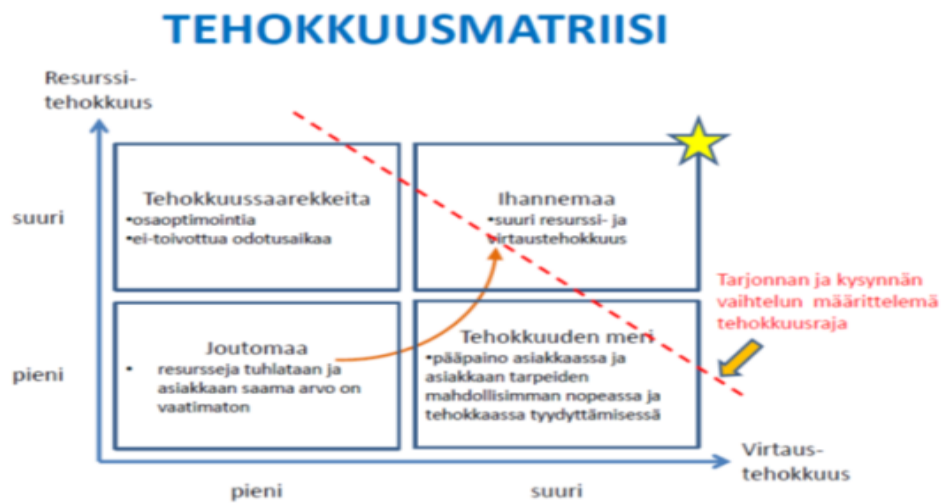 TEHOKKUUSMATRIISI
Resurssi-
tehokkuus
suuri
Tehokkuussaarekkeita
•osaoptimointia
•ei-toivottua odotusaikaa
Ihannemaa
•suuri resurssi- ja
virtaustehokkuus
Tarjonnan ja kysynnän
vaihtelun määrittelemä
tehokkuusraja
pieni
Joutomaa
• resursseja tuhlataan ja
asiakkaan saama arvo on
vaatimaton
Tehokkuuden meri
•pääpaino asiakkaassa ja
asiakkaan tarpeiden
mahdollisimman nopeassa ja
tehokkaassa tyydyttämisessä
Virtaus-
tehokkuus
pieni
suuri